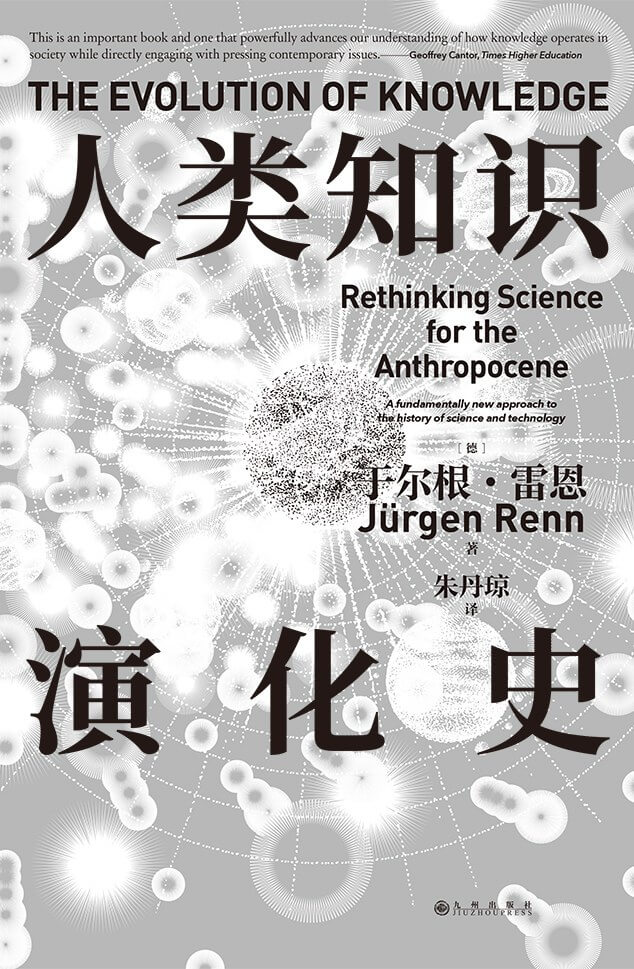 This is an important book and one that powerfully advances our understanding of how knowledge operates in
society while directly engaging with pressing contemporary issues.——Geoffrey Cantor, Times Higher Education
THE EVOLUTION OF KNOWLEDGE
人类知识
Rethinking Science
for the
Anthropocene
A fundamentally new approach to
the history of science and technology
[德]
于尔根·雷恩
Jürgen Renn
著
朱丹琼
译
演化史
九州出版社
JIUZHOUPRESS